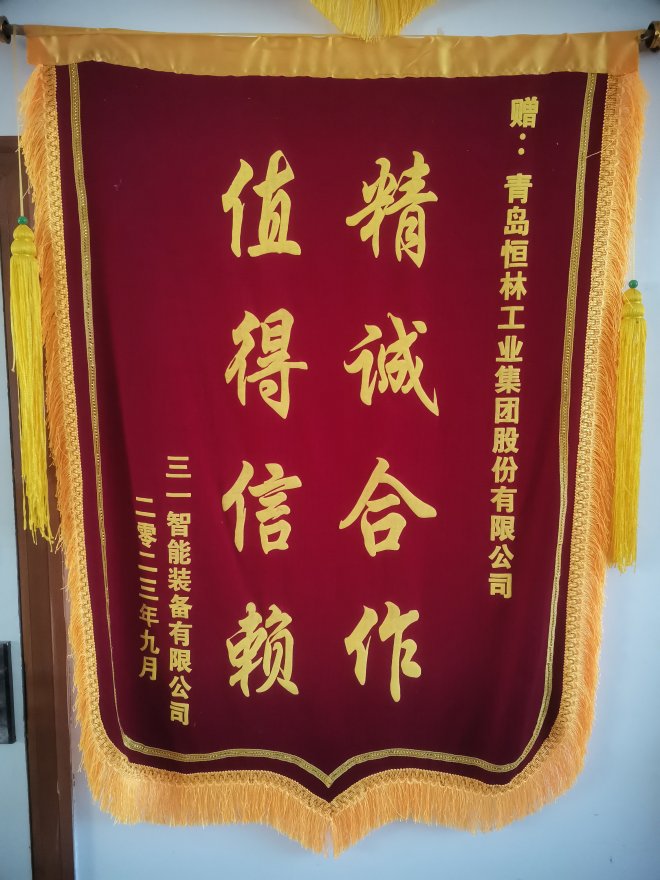 赠：青岛恒林工业集团股份有限公司
精诚合作
值得信赖
三一智能装备有限公司
二零二三年九月